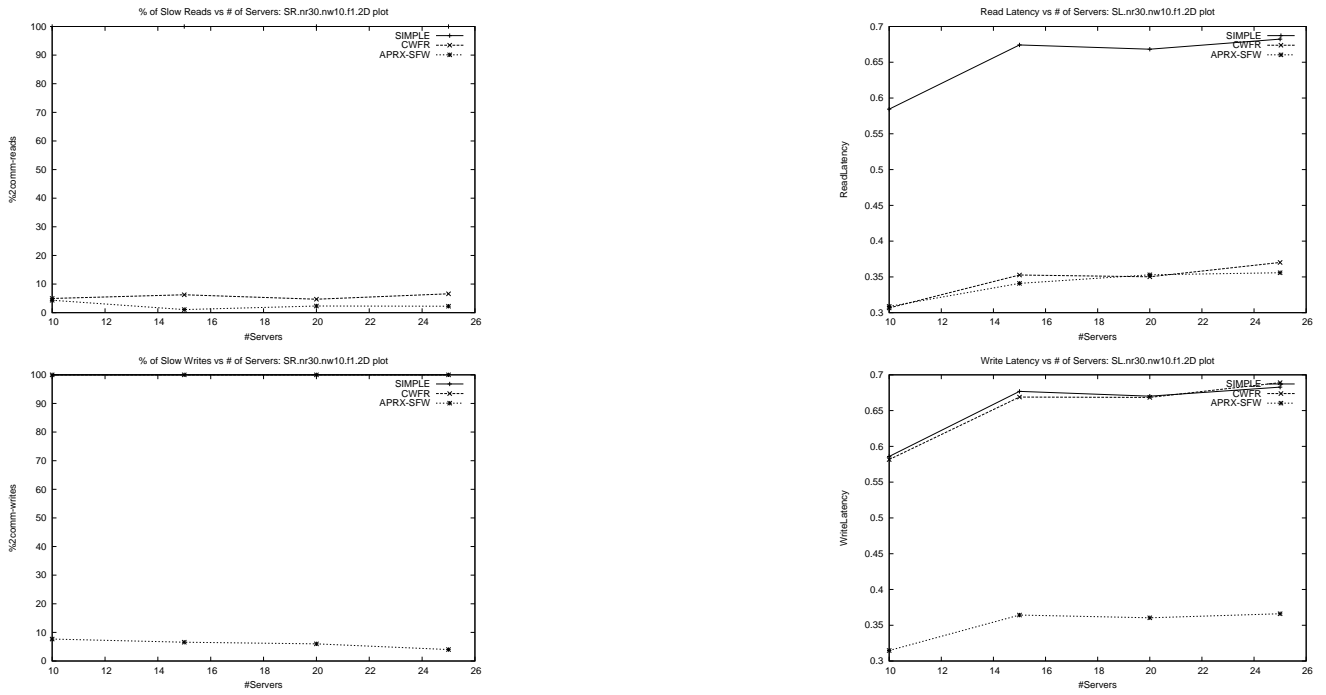 % of Slow Reads vs # of Servers: SR.nr30.nw10.f1.2D plot
100
90
80
70
60
50
40
30
20
10
0
%2comm-reads
SIMPLE
CWFR
APRX-SFW
10 12 14 16 18 20 22 24 26
#Servers
Read Latency vs # of Servers: SL.nr30.nw10.f1.2D plot
0.7
0.65
0.6
0.55
0.5
0.45
0.4
0.35
0.3
ReadLatency
SIMPLE
CWFR
APRX-SFW
10 12 14 16 18 20 22 24 26
#Servers
% of Slow Writes vs # of Servers: SR.nr30.nw10.f1.2D plot
100
90
80
70
60
50
40
30
20
10
0
%2comm-writes
SIMPLE
CWFR
APRX-SFW
10 12 14 16 18 20 22 24 26
#Servers
Write Latency vs # of Servers: SL.nr30.nw10.f1.2D plot
0.7
0.65
0.6
0.55
0.5
0.45
0.4
0.35
0.3
WriteLatency
SIMPLE
CWFR
APRX-SFW
10 12 14 16 18 20 22 24 26
#Servers